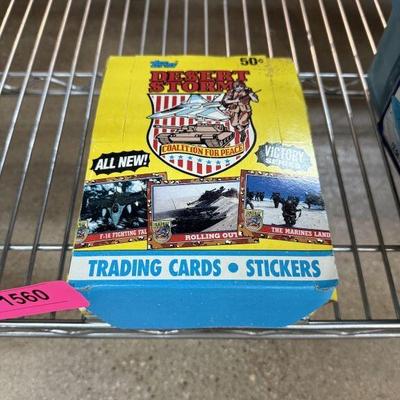 Topps
50¢
DESERT
STORM
COALITION FOR PEACE
ALL NEW!
VICTORY
SERIES
F-16 FIGHTING FAL
ROLLING OUT
THE MARINES LAND
TRADING CARDS • STICKERS
1560